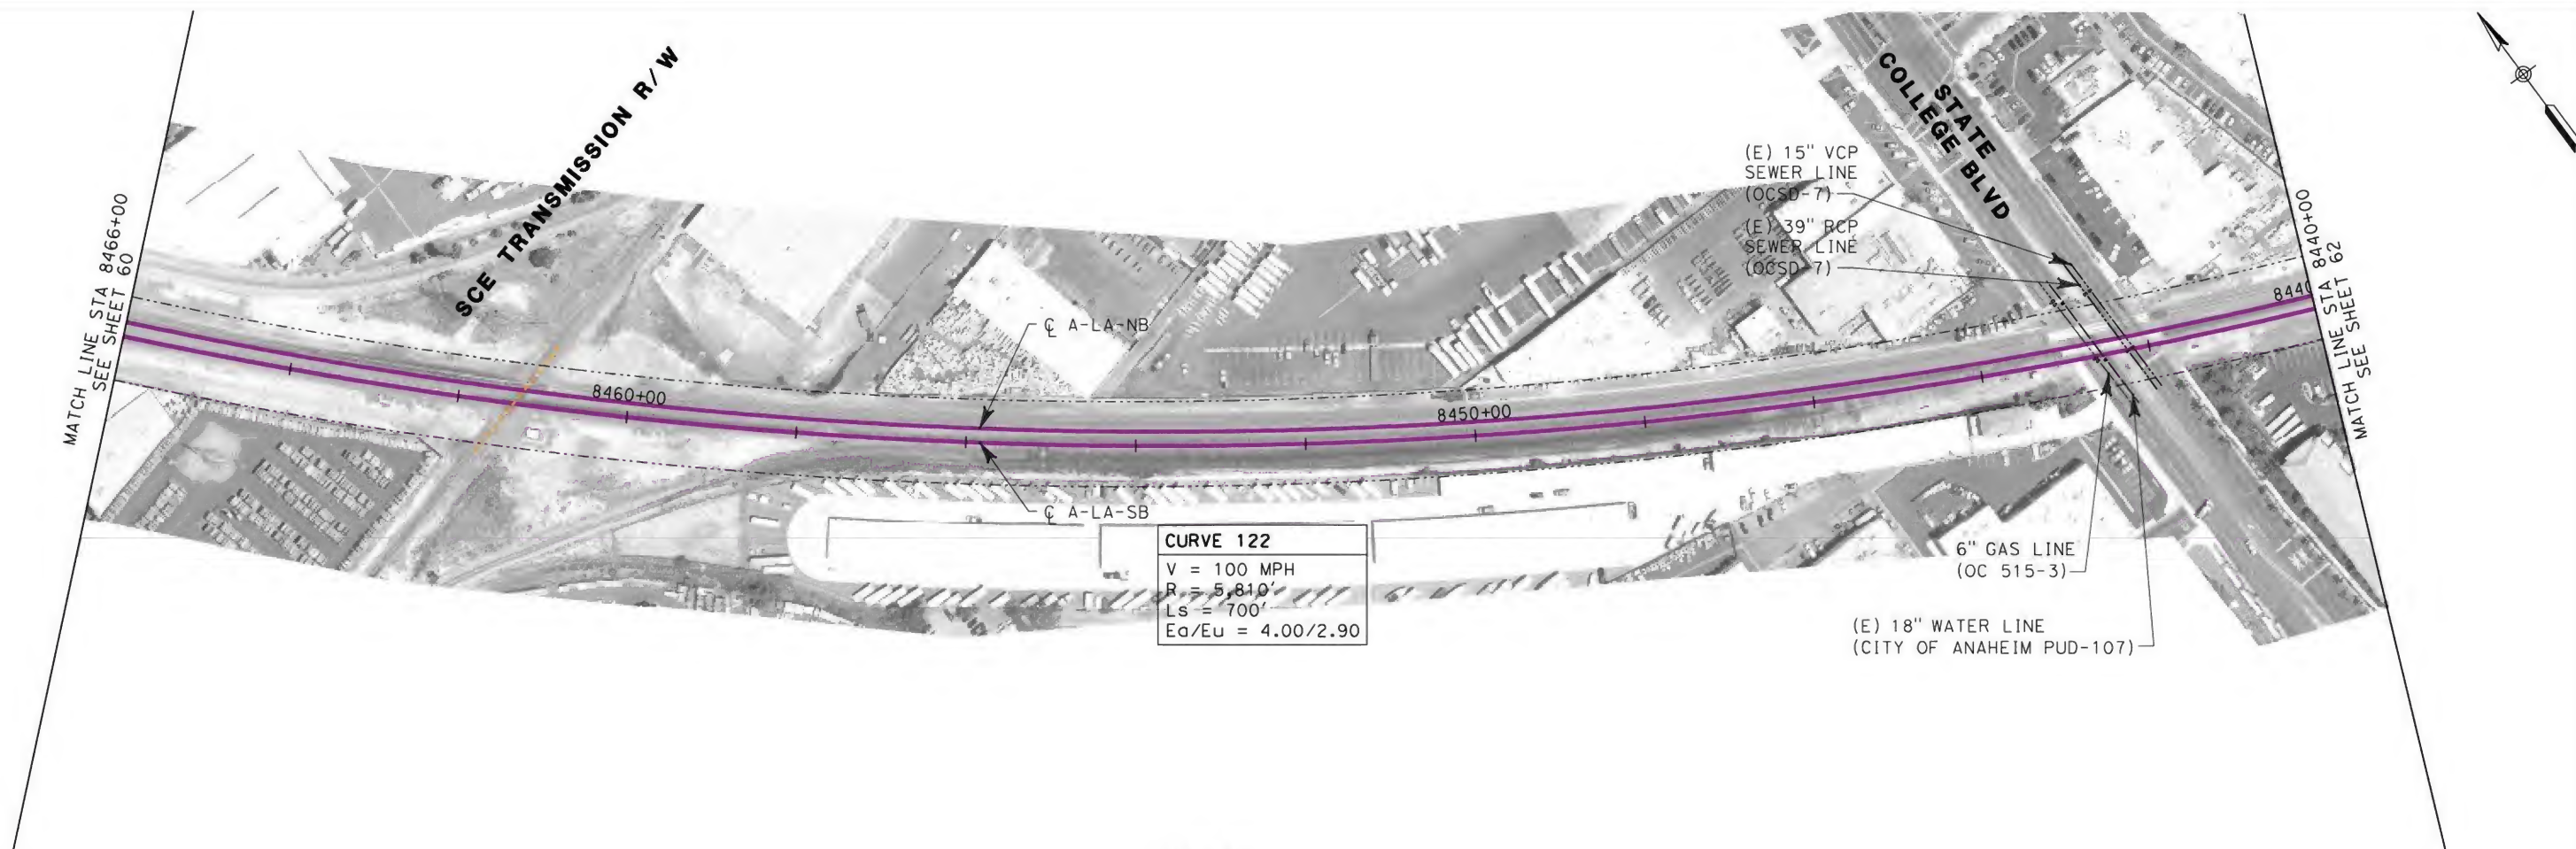 MATCH LINE STA 8466+00
SEE SHEET 60
SCE TRANSMISSION R/W
8460+00
℄ A-LA-NB
℄ A-LA-SB
8450+00
CURVE 122
V = 100 MPH
R = 5,810'
Ls = 700'
Ea/Eu = 4.00/2.90
(E) 15" VCP
SEWER LINE
(OCSD-7)
(E) 39" RCP
SEWER LINE
(OCSD-7)
STATE
COLLEGE BLVD
6" GAS LINE
(OC 515-3)
(E) 18" WATER LINE
(CITY OF ANAHEIM PUD-107)
8440
MATCH LINE STA 8440+00
SEE SHEET 62